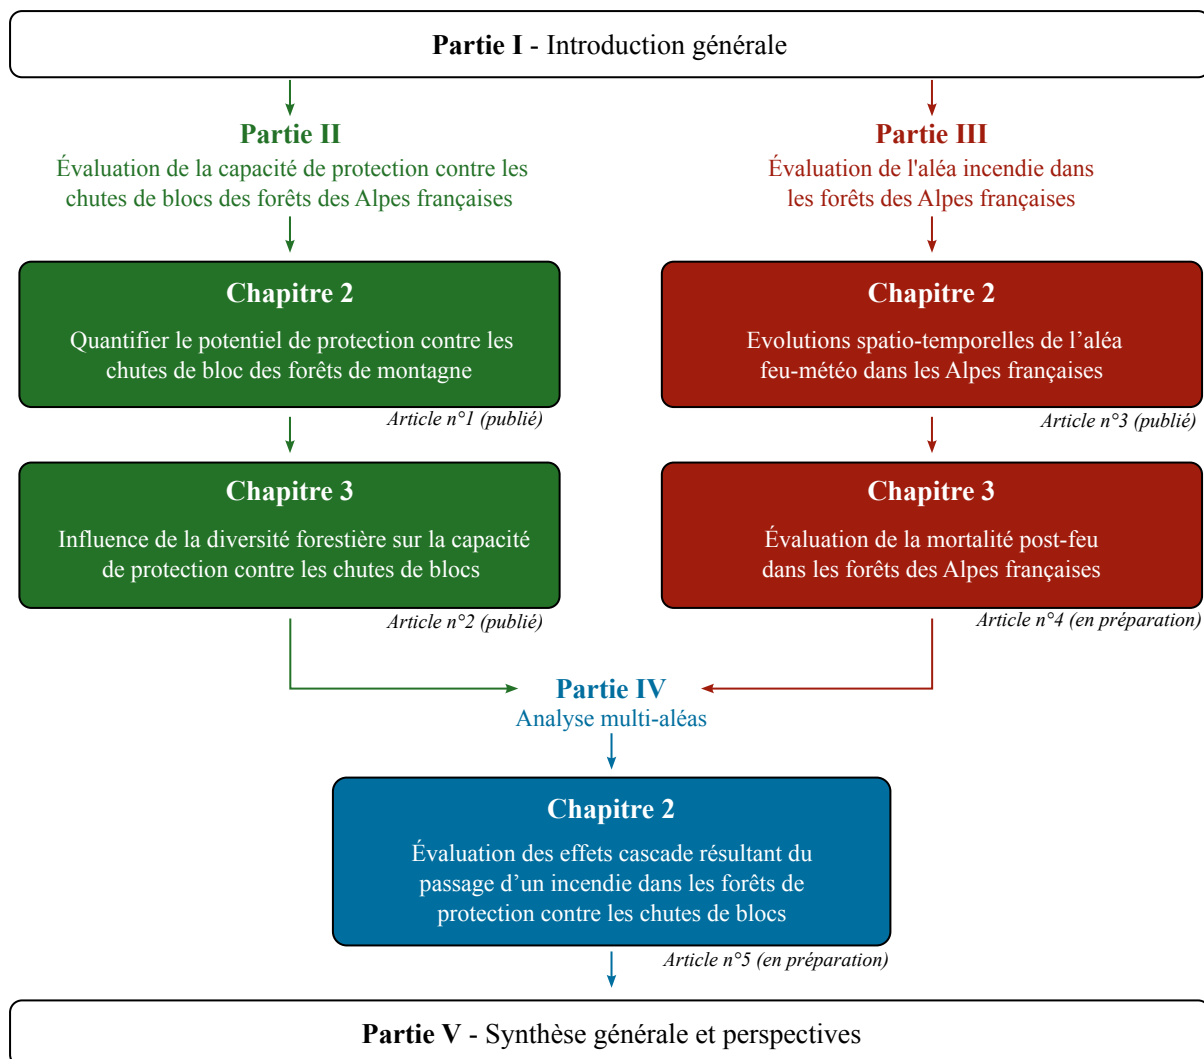 Partie I - Introduction générale
Partie II
Évaluation de la capacité de protection contre les
chutes de blocs des forêts des Alpes françaises
Chapitre 2
Quantifier le potentiel de protection contre les
chutes de bloc des forêts de montagne
Article n°1 (publié)
Chapitre 3
Influence de la diversité forestière sur la capacité
de protection contre les chutes de blocs
Article n°2 (publié)
Partie III
Évaluation de l'aléa incendie dans
les forêts des Alpes françaises
Chapitre 2
Evolutions spatio-temporelles de l’aléa
feu-météo dans les Alpes françaises
Article n°3 (publié)
Chapitre 3
Évaluation de la mortalité post-feu
dans les forêts des Alpes françaises
Article n°4 (en préparation)
Partie IV
Analyse multi-aléas
Chapitre 2
Évaluation des effets cascade résultant du
passage d’un incendie dans les forêts de
protection contre les chutes de blocs
Article n°5 (en préparation)
Partie V - Synthèse générale et perspectives